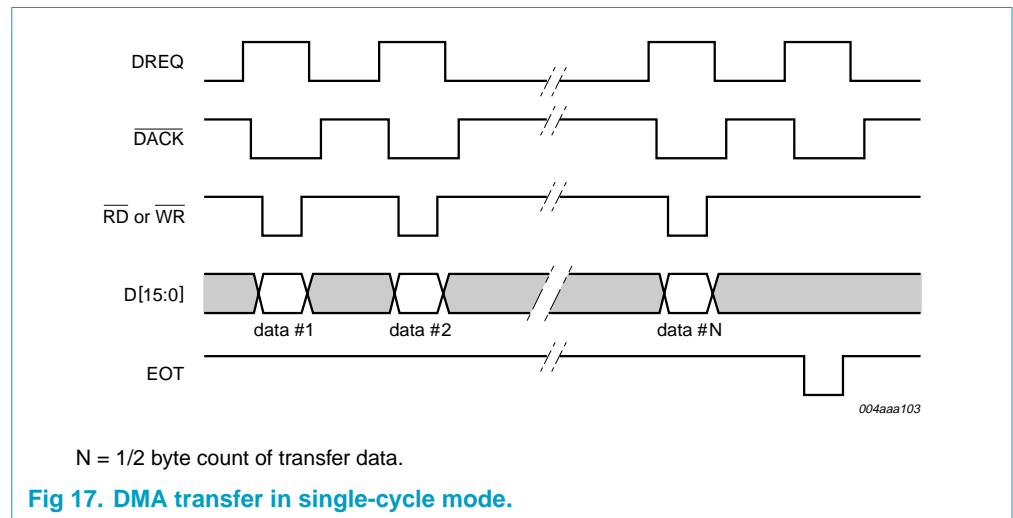 DREQ
DACK
RD or WR
D[15:0]
data #1 data #2 data #N
EOT
004aaa103
N = 1/2 byte count of transfer data.
Fig 17. DMA transfer in single-cycle mode.